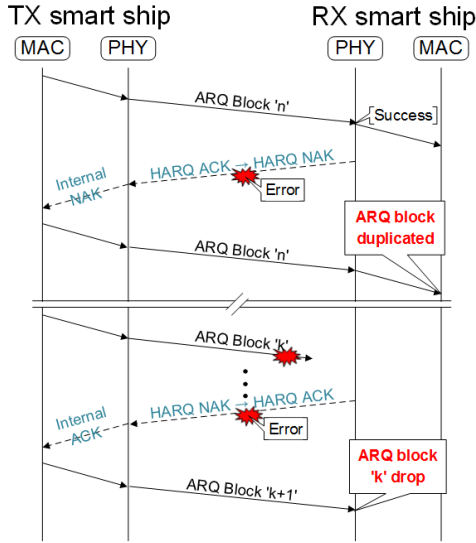 TX smart ship
RX smart ship
MAC
PHY
PHY
MAC
ARQ Block 'n'
Success
HARQ ACK → HARQ NAK
Internal
NAK
Error
ARQ Block 'n'
ARQ block
duplicated
ARQ Block 'k'
HARQ NAK → HARQ ACK
Internal
ACK
Error
ARQ block
'k' drop
ARQ Block 'k+1'